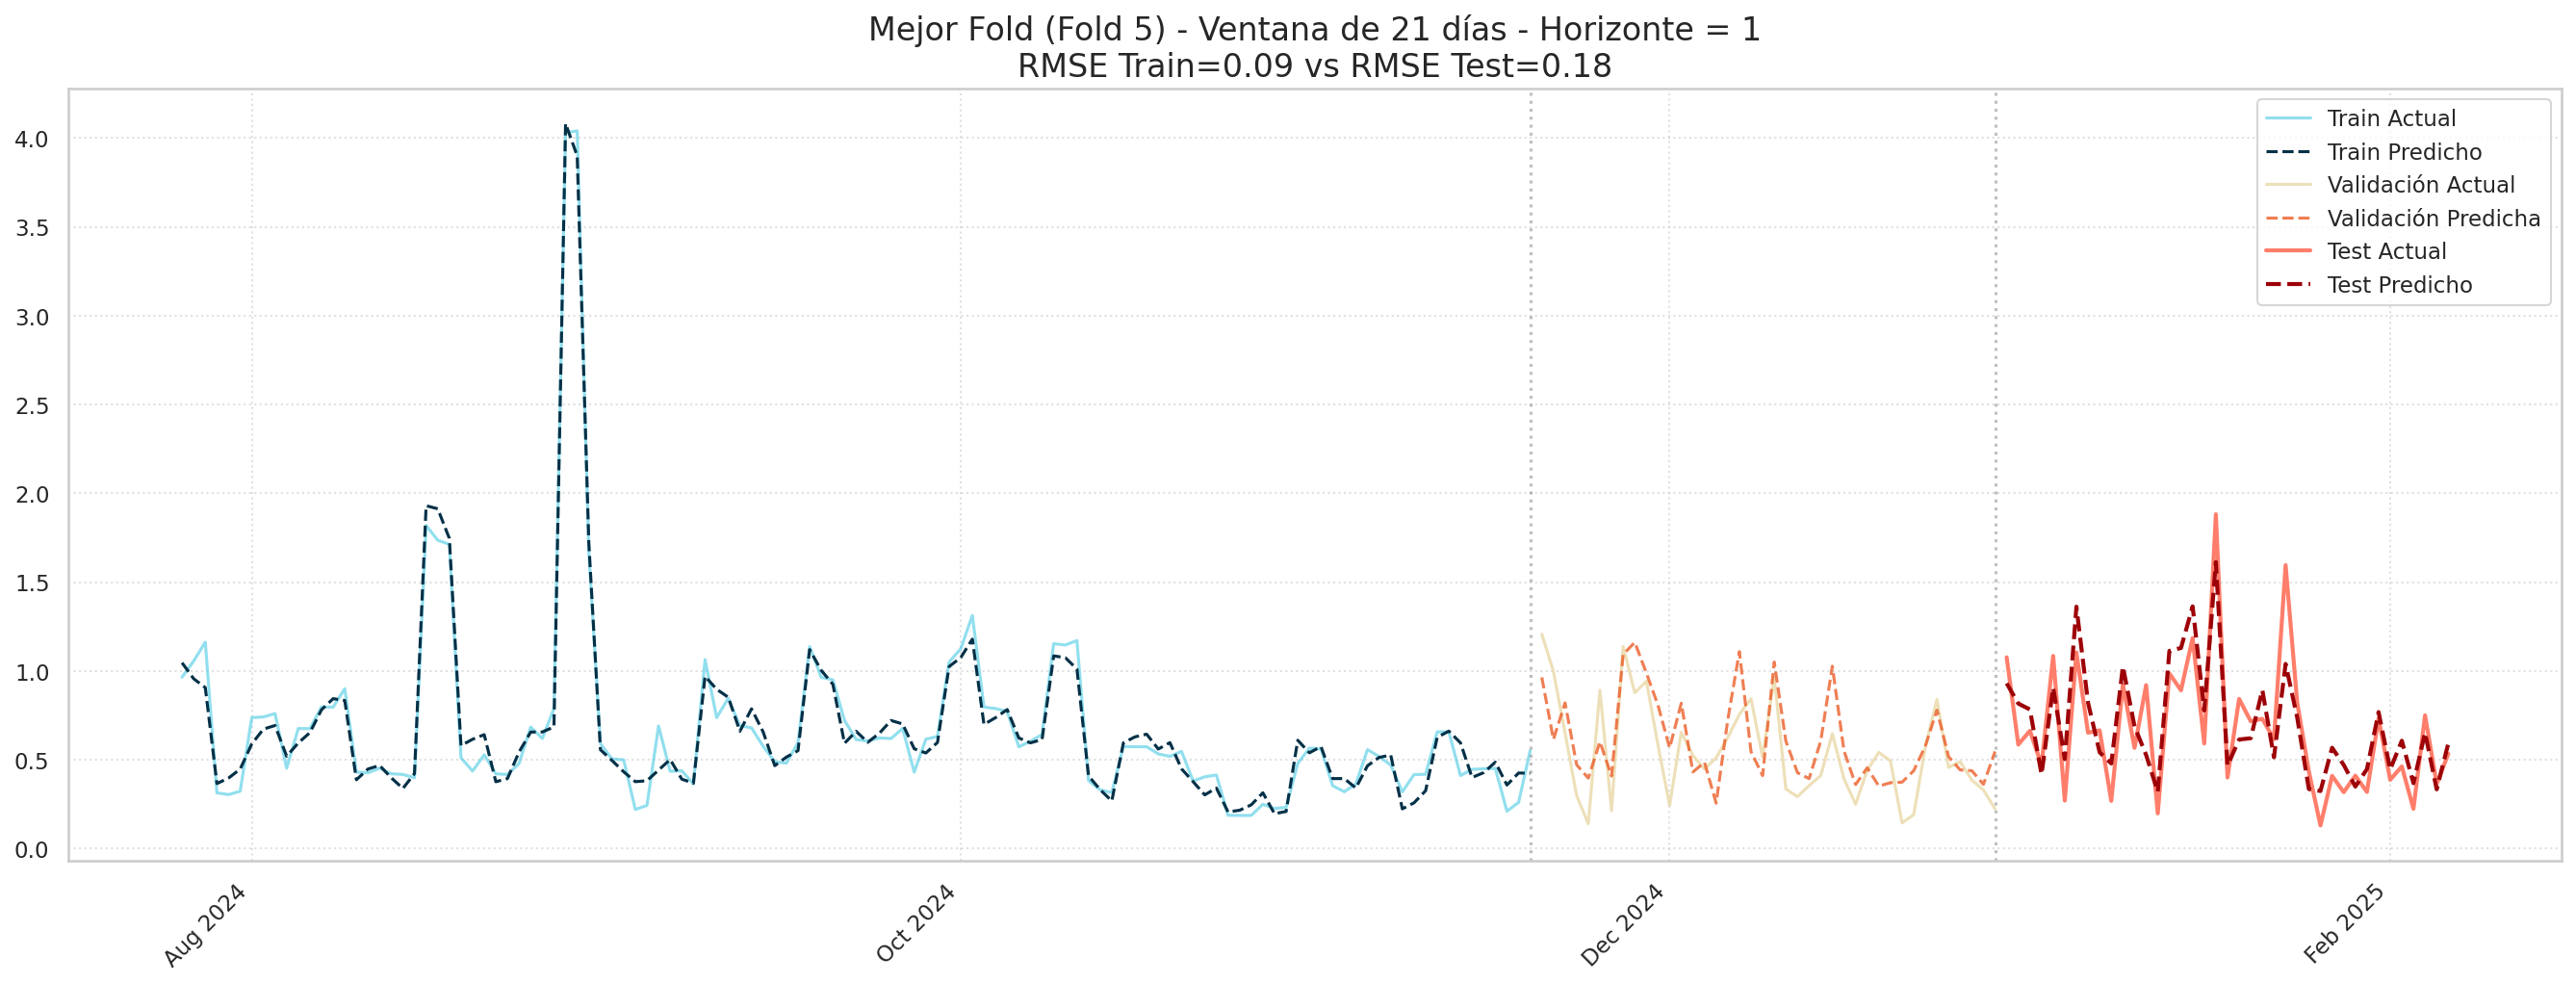 Mejor Fold (Fold 5) - Ventana de 21 días - Horizonte = 1
RMSE Train=0.09 vs RMSE Test=0.18
Train Actual
Train Predicho
Validación Actual
Validación Predicha
Test Actual
Test Predicho
4.0
3.5
3.0
2.5
2.0
1.5
1.0
0.5
0.0
Aug 2024
Oct 2024
Dec 2024
Feb 2025